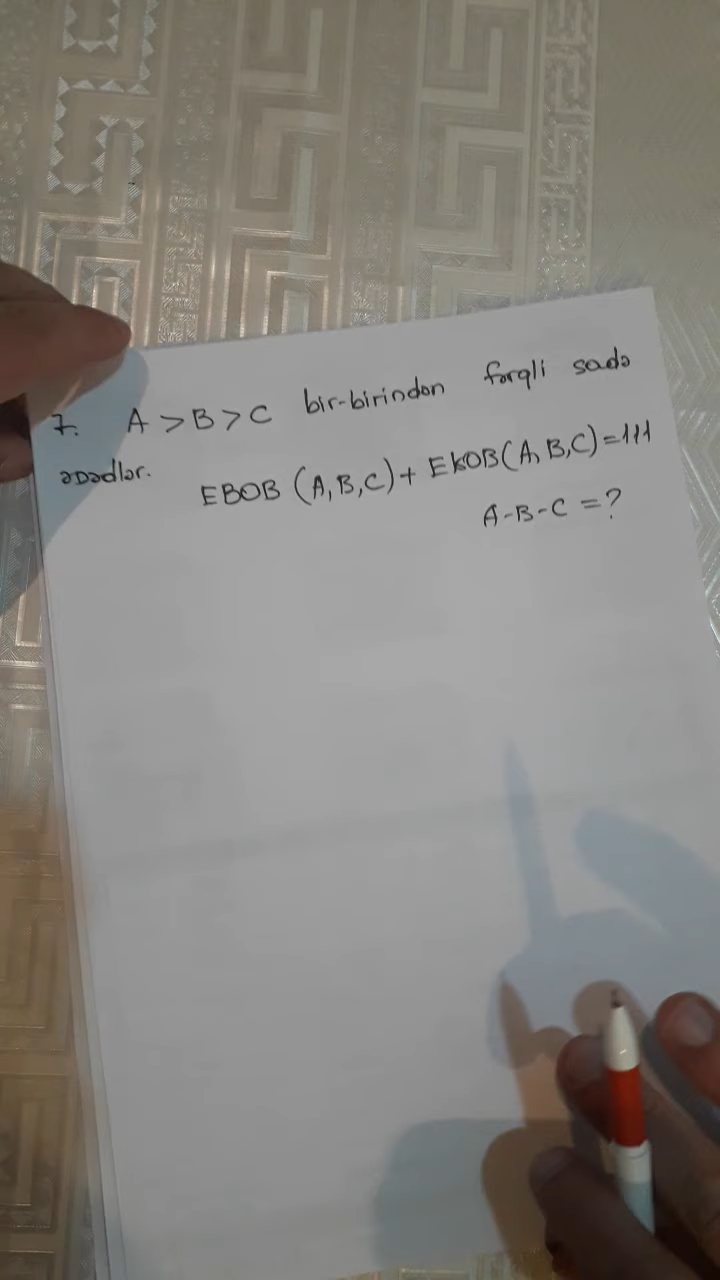 7. A > B > C bir-birindən fərqli sadə
ədədlər.
EBOB (A,B,C) + EKOB(A,B,C)=111
A-B-C =?